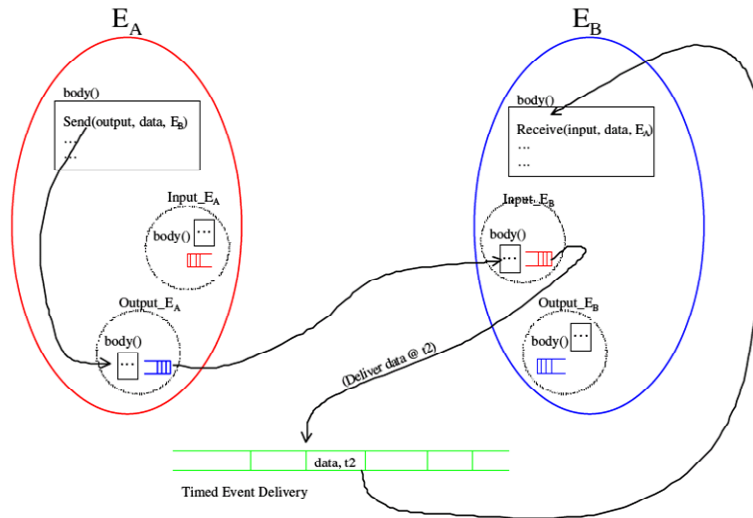 E_A
E_B
body()
Send(output, data, E_B)
...
...
Input_E_A
body()
...
Output_E_A
body()
...
body()
Receive(input, data, E_A)
...
...
Input_E_B
body()
...
Output_E_B
body()
...
(Deliver data @ t2)
data, t2
Timed Event Delivery